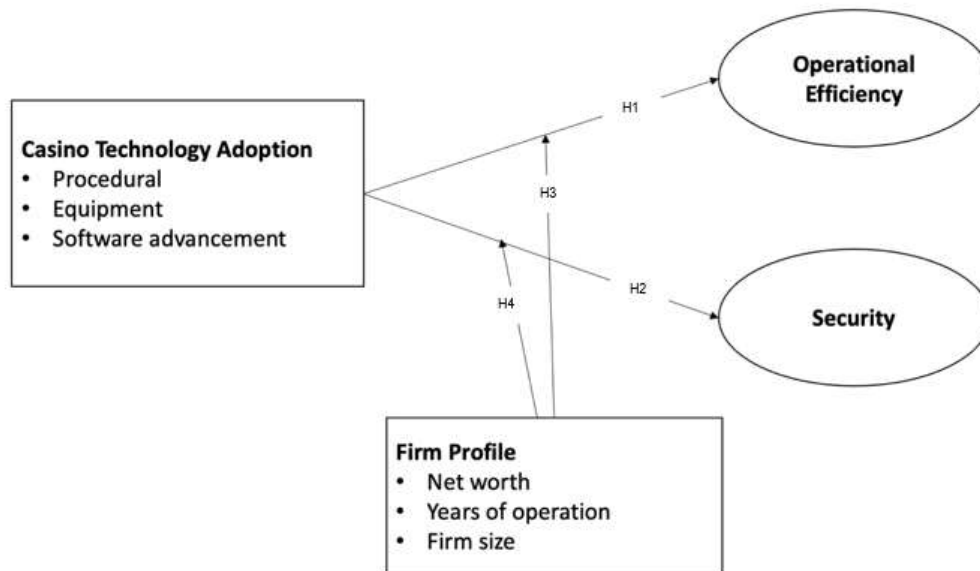 Operational
Efficiency
H1
Casino Technology Adoption
• Procedural
• Equipment
• Software advancement
H3
H2
H4
Security
Firm Profile
• Net worth
• Years of operation
• Firm size